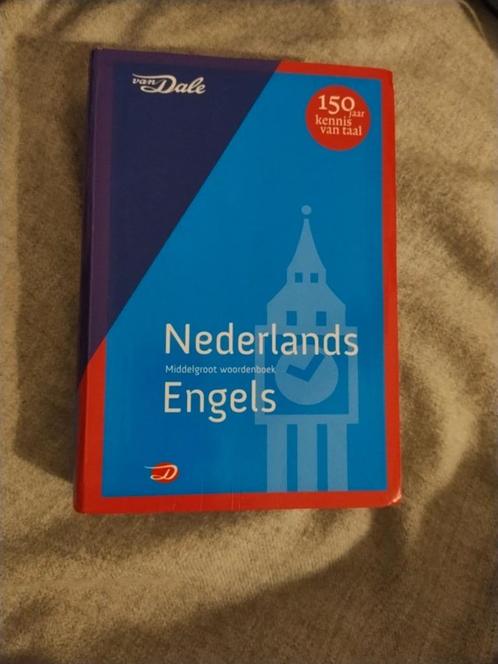 van Dale
150
jaar
kennis
van taal
Nederlands
Middelgroot woordenboek
Engels